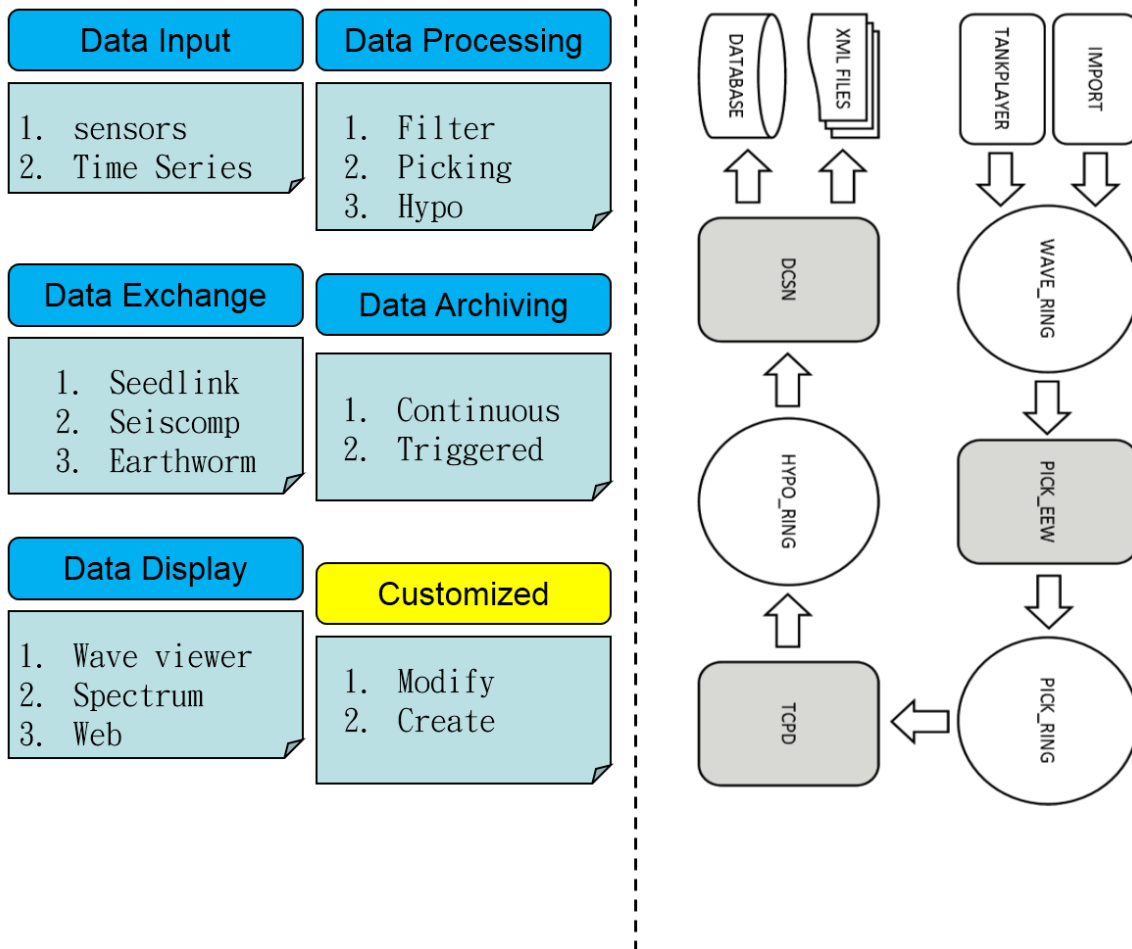 Data Input
1. sensors
2. Time Series
Data Processing
1. Filter
2. Picking
3. Hypo
Data Exchange
1. Seedlink
2. Seiscomp
3. Earthworm
Data Archiving
1. Continuous
2. Triggered
Data Display
1. Wave viewer
2. Spectrum
3. Web
Customized
1. Modify
2. Create
IMPORT
TANKPLAYER
WAVE_RING
PICK_EEW
PICK_RING
TCPD
HYPO_RING
DCSN
XML FILES
DATABASE